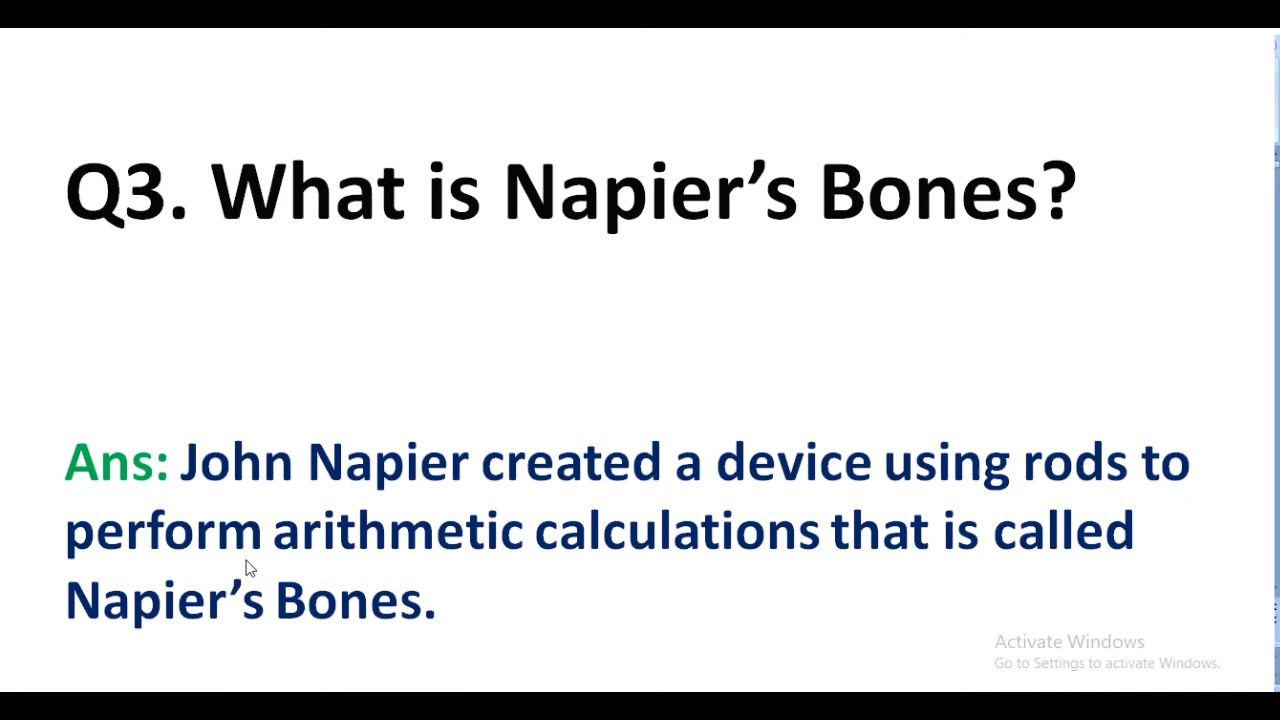 Q3. What is Napier’s Bones?
Ans: John Napier created a device using rods to
perform arithmetic calculations that is called
Napier’s Bones.
Activate Windows
Go to Settings to activate Windows.